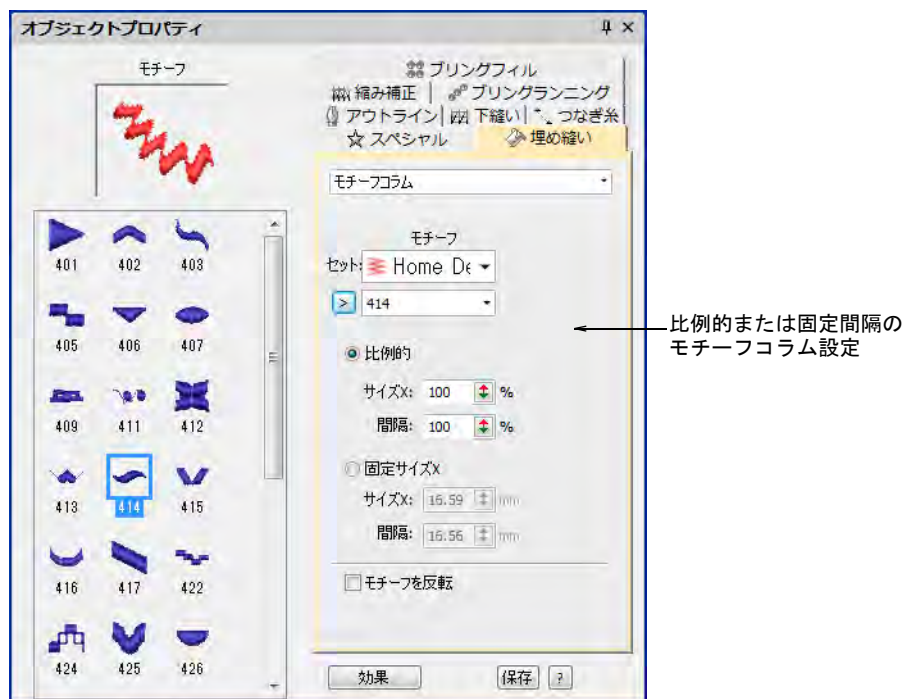 オブジェクトプロパティ
モチーフ
401 402 403
405 406 407
409 411 412
413 414 415
416 417 422
424 425 426
ブリングフィル
縮み補正 ブリングランニング
アウトライン 下縫い つなぎ糸
スペシャル 埋め縫い
モチーフコラム
モチーフ
セット: Home De
> 414
比例的
サイズX: 100 %
間隔: 100 %
固定サイズX
サイズX: 16.59 mm
間隔: 16.56 mm
モチーフを反転
効果 保存 ?
比例的または固定間隔の
モチーフコラム設定